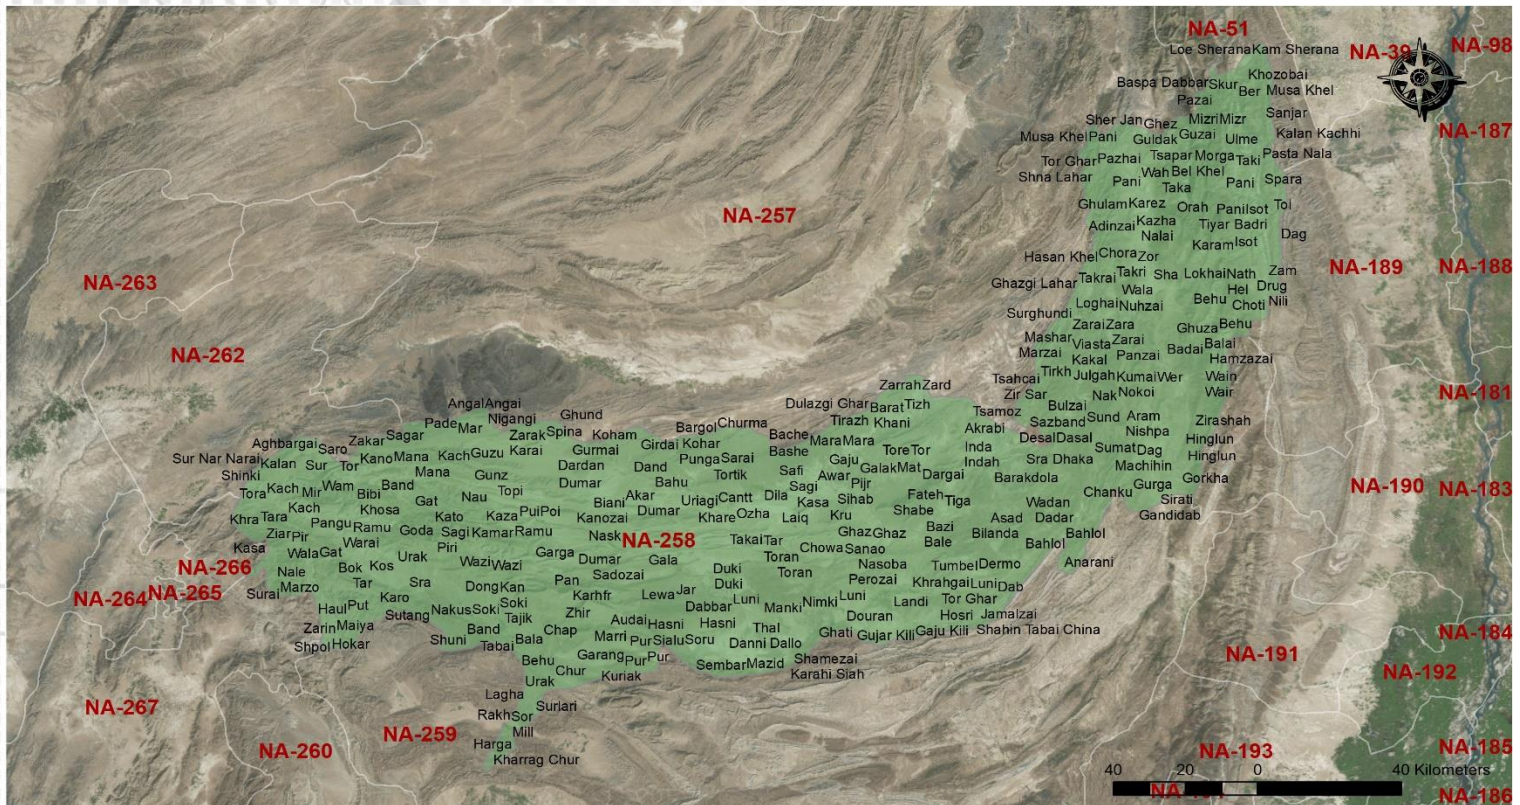 NA-51
Loe Sherana Kam Sherana
NA-39
NA-98
Baspa Dabbar Skur Khozobai
Ber Musa Khel
Pazai
Sher Jan Ghez Mizri Mizr Sanjar
NA-187
Musa Khel Pani Guldak Guzai Ulme Kalan Kachhi
Tor Ghar Pazhai Tsapar Morga Taki Pasta Nala
Shna Lahar Pani Wah Bel Khel Pani Spara
Taka
Ghulam Karez Orah Pani Isot Toi
NA-257
Adinzai Kazha Tiyar Badri
Nalai Karam Isot Dag
Hasan Khel Chora Zor
NA-189
NA-188
Ghazgi Lahar Takrai Takri Sha Lokhai Nath Zam
NA-263
Wala Hel Drug
Loghai Nuhzai Behu Choti Nili
Surghundi
Zarai Zara Ghuza Behu
Mashar Viasta Zarai Balai
NA-262
Marzai Kakal Panzai Badai Hamzazai
Tsahcai Tirkh Julgah Kumai Wer Wain
Zarrah Zard
Zir Sar Nak Nokoi Wair
NA-181
Angal Angai Dulazgi Ghar Barat Tizh Tsamoz Bulzai
Pade Mar Nigangi Ghund Bargol Churma Tirazh Khani Sazband Sund Aram Zirashah
Aghbargai Saro Zakar Sagar Zarak Spina Koham Girdai Kohar Bache Mara Mara Akrabi Desal Dasal Nishpa Hinglun
Sur Nar Narai Kalan Sur Tor Kano Mana Kach Guzu Karai Gurmai Punga Sarai Bashe Gaju Tore Tor Inda Sumat Dag Hinglun
Shinki Mana Gunz Dardan Dand Tortik Safi Awar Galak Mat Indah Sra Dhaka Machihin
Tora Kach Mir Wam Bibi Band Nau Topi Dumar Akar Bahu Sagi Pijr Dargai Barakdola Gurga Gorkha
NA-190
NA-183
Kach Khosa Gat Biani Uriagi Cantt Dila Kasa Sihab Fateh Tiga Wadan Chanku Sirati
Khra Tara Pangu Ramu Goda Kato Kaza Pui Poi Kanozai Dumar Khare Ozha Laiq Kru Shabe Asad Dadar Gandidab
Ziar Pir Warai Sagi Kamar Ramu Nask NA-258 Takai Tar Ghaz Ghaz Bazi Bilanda Bahlol
Kasa Wala Gat Urak Piri Garga Chowa Sanao Bale Bahlol
NA-266 Bok Kos Wazi Wazi Dumar Gala Toran Nasoba Tumbel Dermo Anarani
Nale Sadozai Duki Toran
Surai Marzo Tar Sra Dong Kan Pan Duki Perozai Khrahgai Luni Dab
NA-264 NA-265 Karo Karhfr Lewa Jar Luni Nimki Luni Tor Ghar
Haul Put Sutang Nakus Soki Soki Zhir Dabbar Manki Landi
Tajik Audai Hasni Hasni Douran Hosri Jamalzai
Zarin Maiya Band Chap Thal Ghati Gujar Kili Gaju Kili Shahin Tabai China
NA-184
Shpol Hokar Shuni Tabai Bala Marri Pur Sialu Soru Danni Dallo
NA-191
Behu Garang Pur Pur Sembar Mazid Shamezai
NA-192
Urak Chur Kuriak Karahi Siah
Lagha Surlari
NA-267
Rakh Sor
NA-259 Mill
NA-260 Harga
NA-193
NA-185
Kharrag Chur
40 20 0 40 Kilometers
NA-186